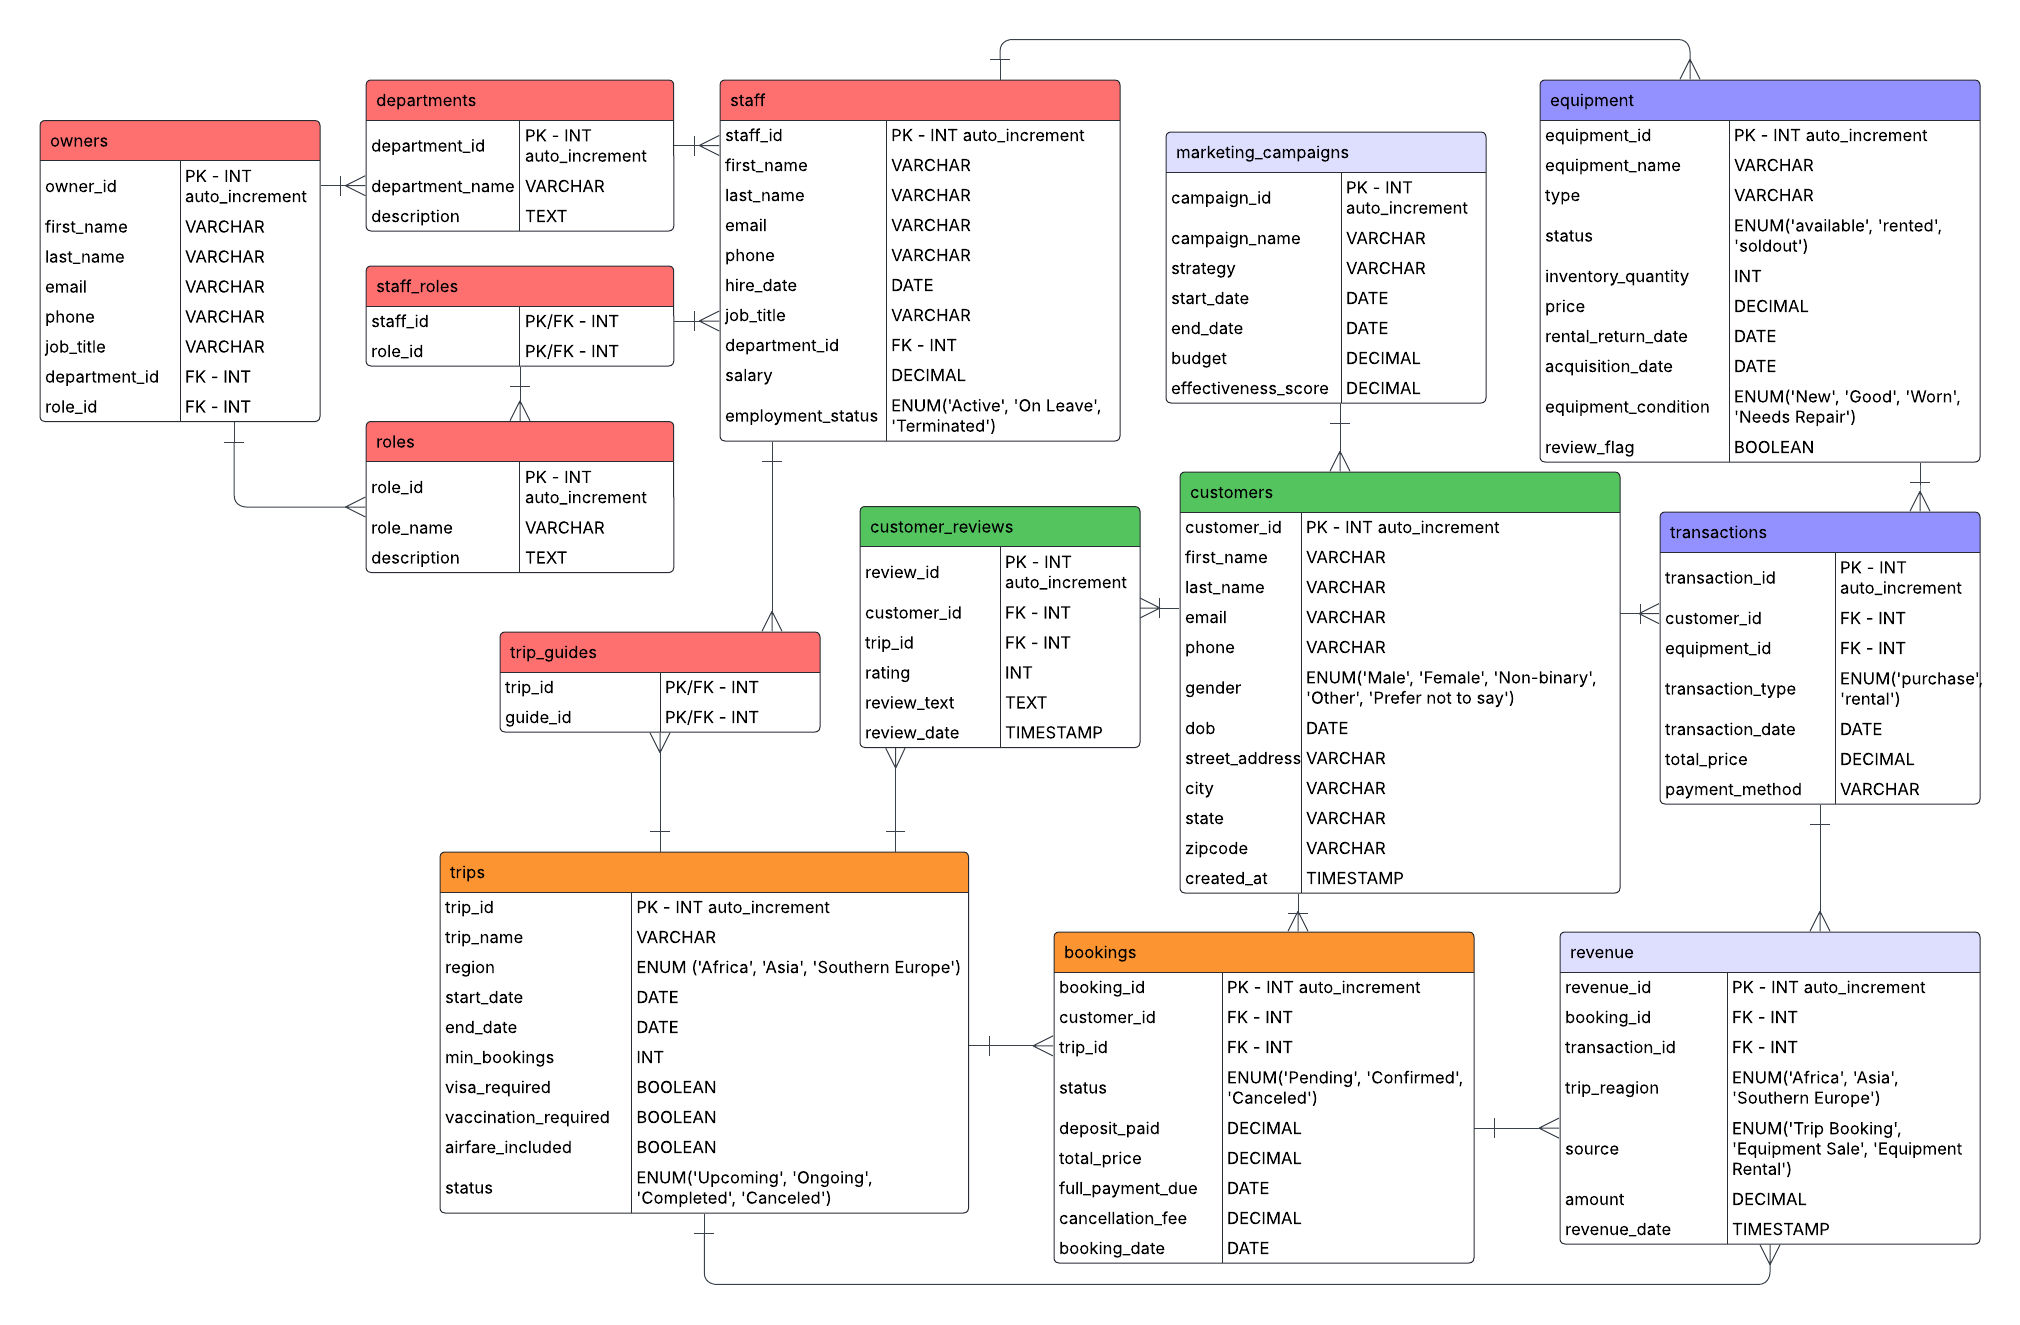 owners
owner_id
PK - INT
auto_increment
first_name
VARCHAR
last_name
VARCHAR
email
VARCHAR
phone
VARCHAR
job_title
VARCHAR
department_id
FK - INT
role_id
FK - INT
departments
department_id
PK - INT
auto_increment
department_name
VARCHAR
description
TEXT
staff_roles
staff_id
PK/FK - INT
role_id
PK/FK - INT
roles
role_id
PK - INT
auto_increment
role_name
VARCHAR
description
TEXT
staff
staff_id
PK - INT auto_increment
first_name
VARCHAR
last_name
VARCHAR
email
VARCHAR
phone
VARCHAR
hire_date
DATE
job_title
VARCHAR
department_id
FK - INT
salary
DECIMAL
employment_status
ENUM('Active', 'On Leave',
'Terminated')
marketing_campaigns
campaign_id
PK - INT
auto_increment
campaign_name
VARCHAR
strategy
VARCHAR
start_date
DATE
end_date
DATE
budget
DECIMAL
effectiveness_score
DECIMAL
equipment
equipment_id
PK - INT auto_increment
equipment_name
VARCHAR
type
VARCHAR
status
ENUM('available', 'rented',
'soldout')
inventory_quantity
INT
price
DECIMAL
rental_return_date
DATE
acquisition_date
DATE
equipment_condition
ENUM('New', 'Good', 'Worn',
'Needs Repair')
review_flag
BOOLEAN
trip_guides
trip_id
PK/FK - INT
guide_id
PK/FK - INT
customer_reviews
review_id
PK - INT
auto_increment
customer_id
FK - INT
trip_id
FK - INT
rating
INT
review_text
TEXT
review_date
TIMESTAMP
customers
customer_id
PK - INT auto_increment
first_name
VARCHAR
last_name
VARCHAR
email
VARCHAR
phone
VARCHAR
gender
ENUM('Male', 'Female', 'Non-binary',
'Other', 'Prefer not to say')
dob
DATE
street_address
VARCHAR
city
VARCHAR
state
VARCHAR
zipcode
VARCHAR
created_at
TIMESTAMP
transactions
transaction_id
PK - INT
auto_increment
customer_id
FK - INT
equipment_id
FK - INT
transaction_type
ENUM('purchase',
'rental')
transaction_date
DATE
total_price
DECIMAL
payment_method
VARCHAR
trips
trip_id
PK - INT auto_increment
trip_name
VARCHAR
region
ENUM ('Africa', 'Asia', 'Southern Europe')
start_date
DATE
end_date
DATE
min_bookings
INT
visa_required
BOOLEAN
vaccination_required
BOOLEAN
airfare_included
BOOLEAN
status
ENUM('Upcoming', 'Ongoing',
'Completed', 'Canceled')
bookings
booking_id
PK - INT auto_increment
customer_id
FK - INT
trip_id
FK - INT
status
ENUM('Pending', 'Confirmed',
'Canceled')
deposit_paid
DECIMAL
total_price
DECIMAL
full_payment_due
DATE
cancellation_fee
DECIMAL
booking_date
DATE
revenue
revenue_id
PK - INT auto_increment
booking_id
FK - INT
transaction_id
FK - INT
trip_reagion
ENUM('Africa', 'Asia',
'Southern Europe')
source
ENUM('Trip Booking',
'Equipment Sale', 'Equipment
Rental')
amount
DECIMAL
revenue_date
TIMESTAMP